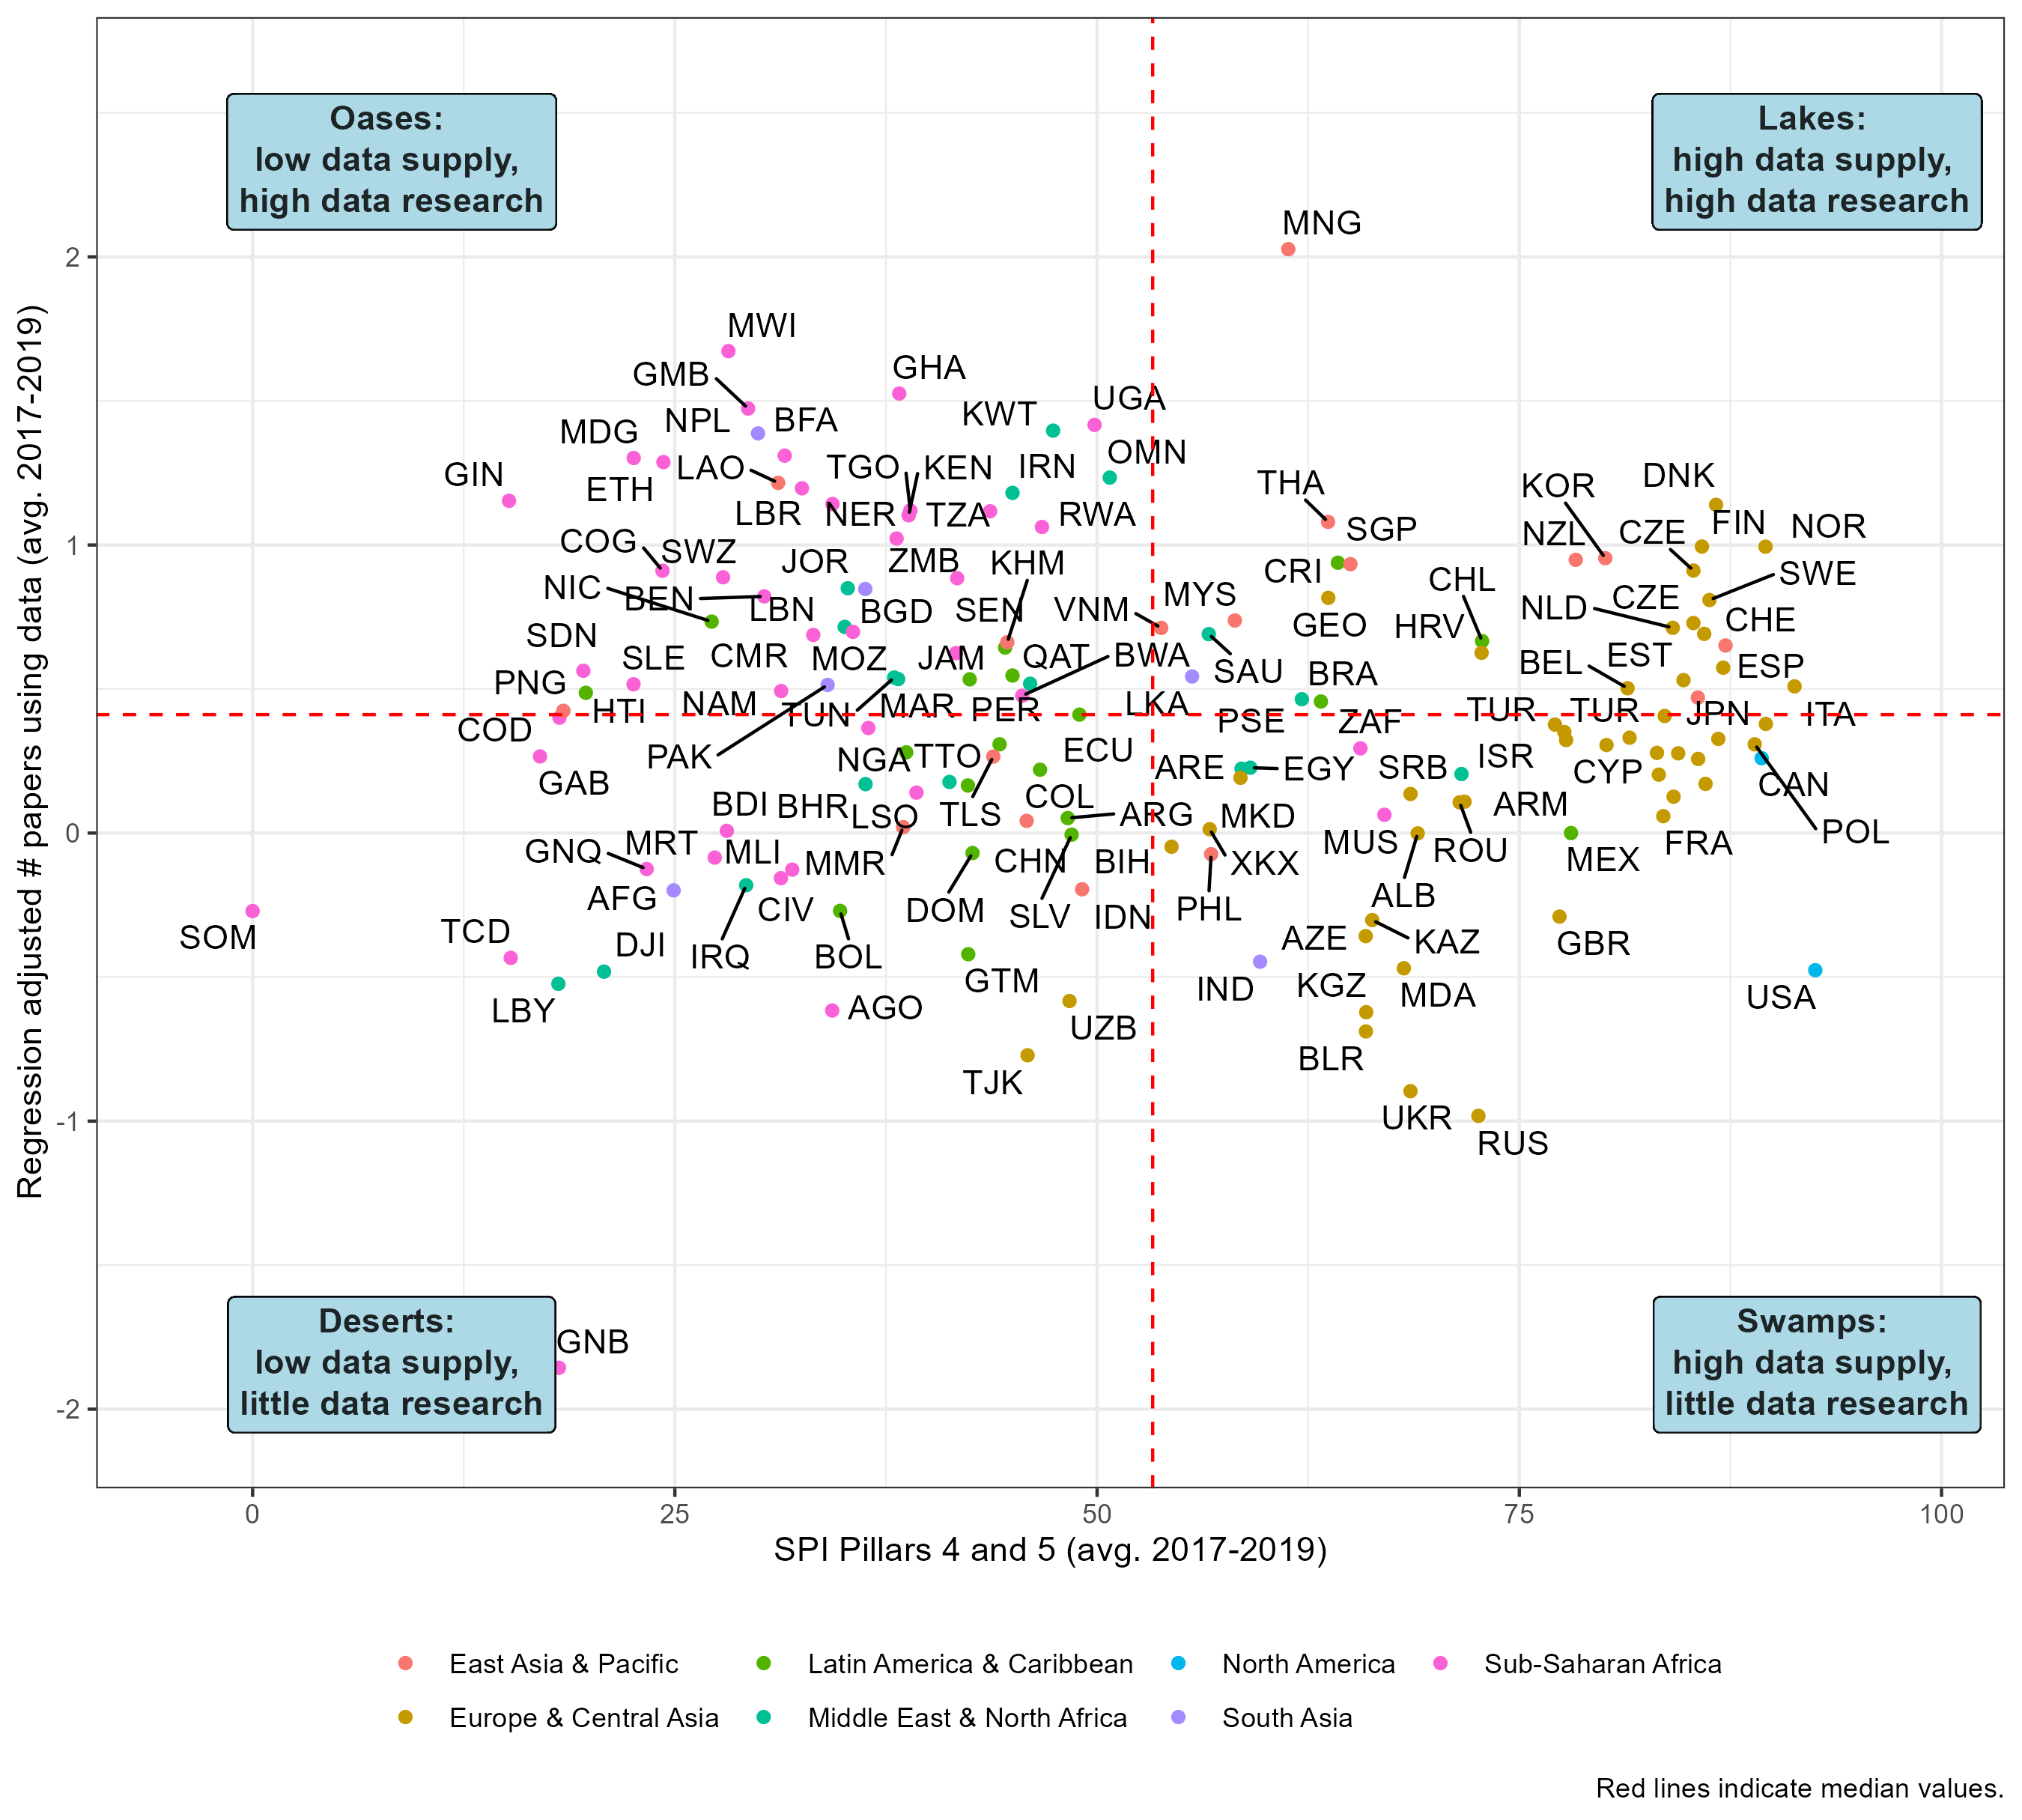 Oases:
low data supply,
high data research
Lakes:
high data supply,
high data research
MNG
2
MWI
GMB
GHA
UGA
KWT
NPL
BFA
MDG
OMN
LAO
TGO
KEN
IRN
GIN
ETH
THA
KOR
DNK
LBR
NER
TZA
RWA
SGP
NZL
CZE
FIN
NOR
1
COG
SWZ
JOR
ZMB
KHM
CRI
CHL
SWE
NIC
BEN
LBN
BGD
SEN
VNM
MYS
GEO
HRV
NLD
CZE
CHE
SDN
SLE
CMR
MOZ
JAM
QAT
BWA
SAU
BRA
BEL
EST
ESP
PNG
HTI
NAM
TUN
MAR
PER
LKA
PSE
ZAF
TUR
TUR
JPN
ITA
COD
GAB
PAK
NGA
TTO
ECU
ARE
EGY
SRB
ISR
CYP
CAN
BDI
BHR
LSO
TLS
COL
ARG
MKD
ARM
0
GNQ
MRT
MLI
MMR
CHN
BIH
XKX
MUS
ROU
MEX
FRA
POL
AFG
CIV
DOM
SLV
IDN
PHL
ALB
SOM
TCD
DJI
IRQ
BOL
AZE
KAZ
GBR
LBY
AGO
GTM
IND
KGZ
MDA
USA
UZB
TJK
BLR
-1
UKR
RUS
Deserts:
low data supply,
little data research
GNB
Swamps:
high data supply,
little data research
-2
0
25
50
75
100
Regression adjusted # papers using data (avg. 2017-2019)
SPI Pillars 4 and 5 (avg. 2017-2019)
East Asia & Pacific
Latin America & Caribbean
North America
Sub-Saharan Africa
Europe & Central Asia
Middle East & North Africa
South Asia
Red lines indicate median values.